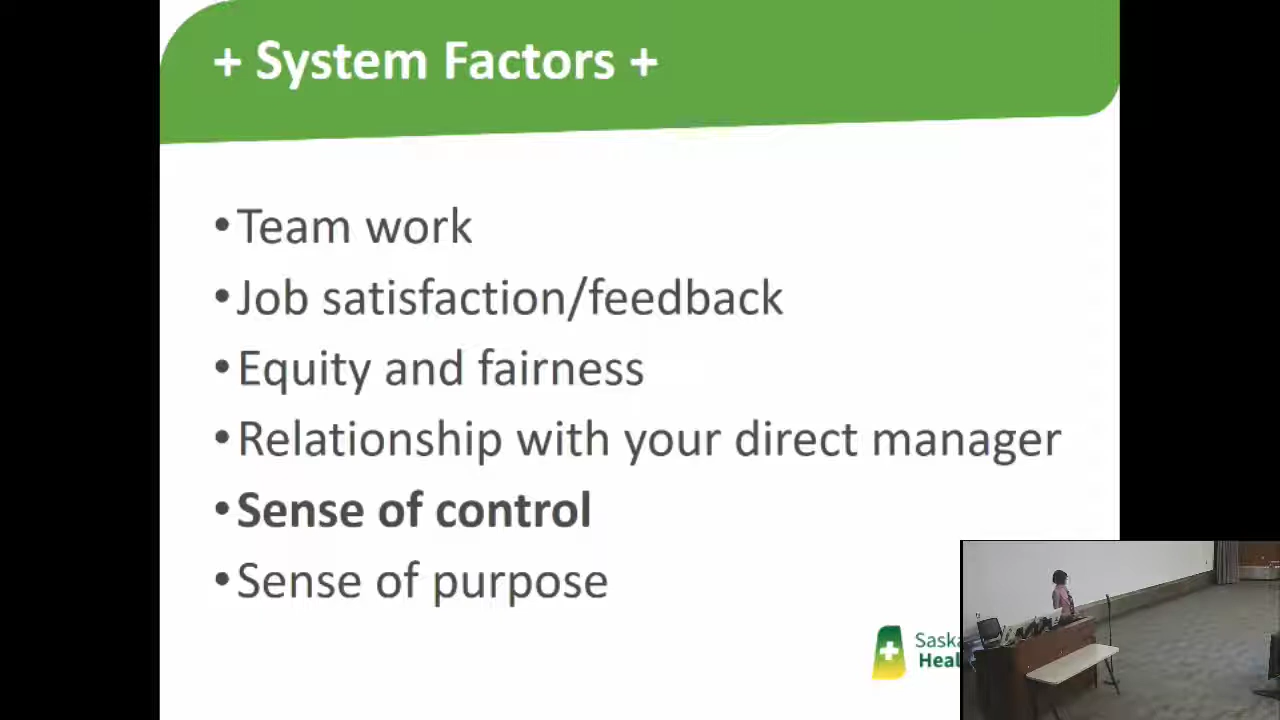 + System Factors +
•Team work
•Job satisfaction/feedback
•Equity and fairness
•Relationship with your direct manager
•Sense of control
•Sense of purpose